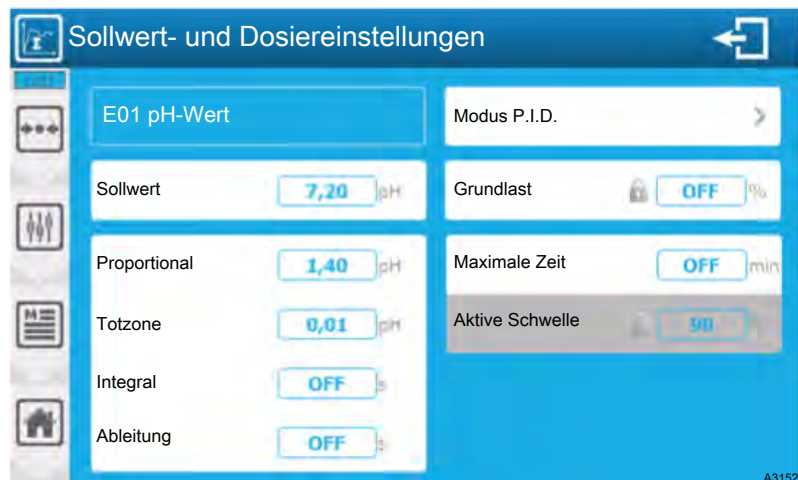 Sollwert- und Dosiereinstellungen
E01 pH-Wert
Modus P.I.D. >
Sollwert 7,20 pH
Grundlast OFF %
Proportional 1,40 pH
Maximale Zeit OFF min
Totzone 0,01 pH
Aktive Schwelle 90
Integral OFF s
Ableitung OFF s
A3152